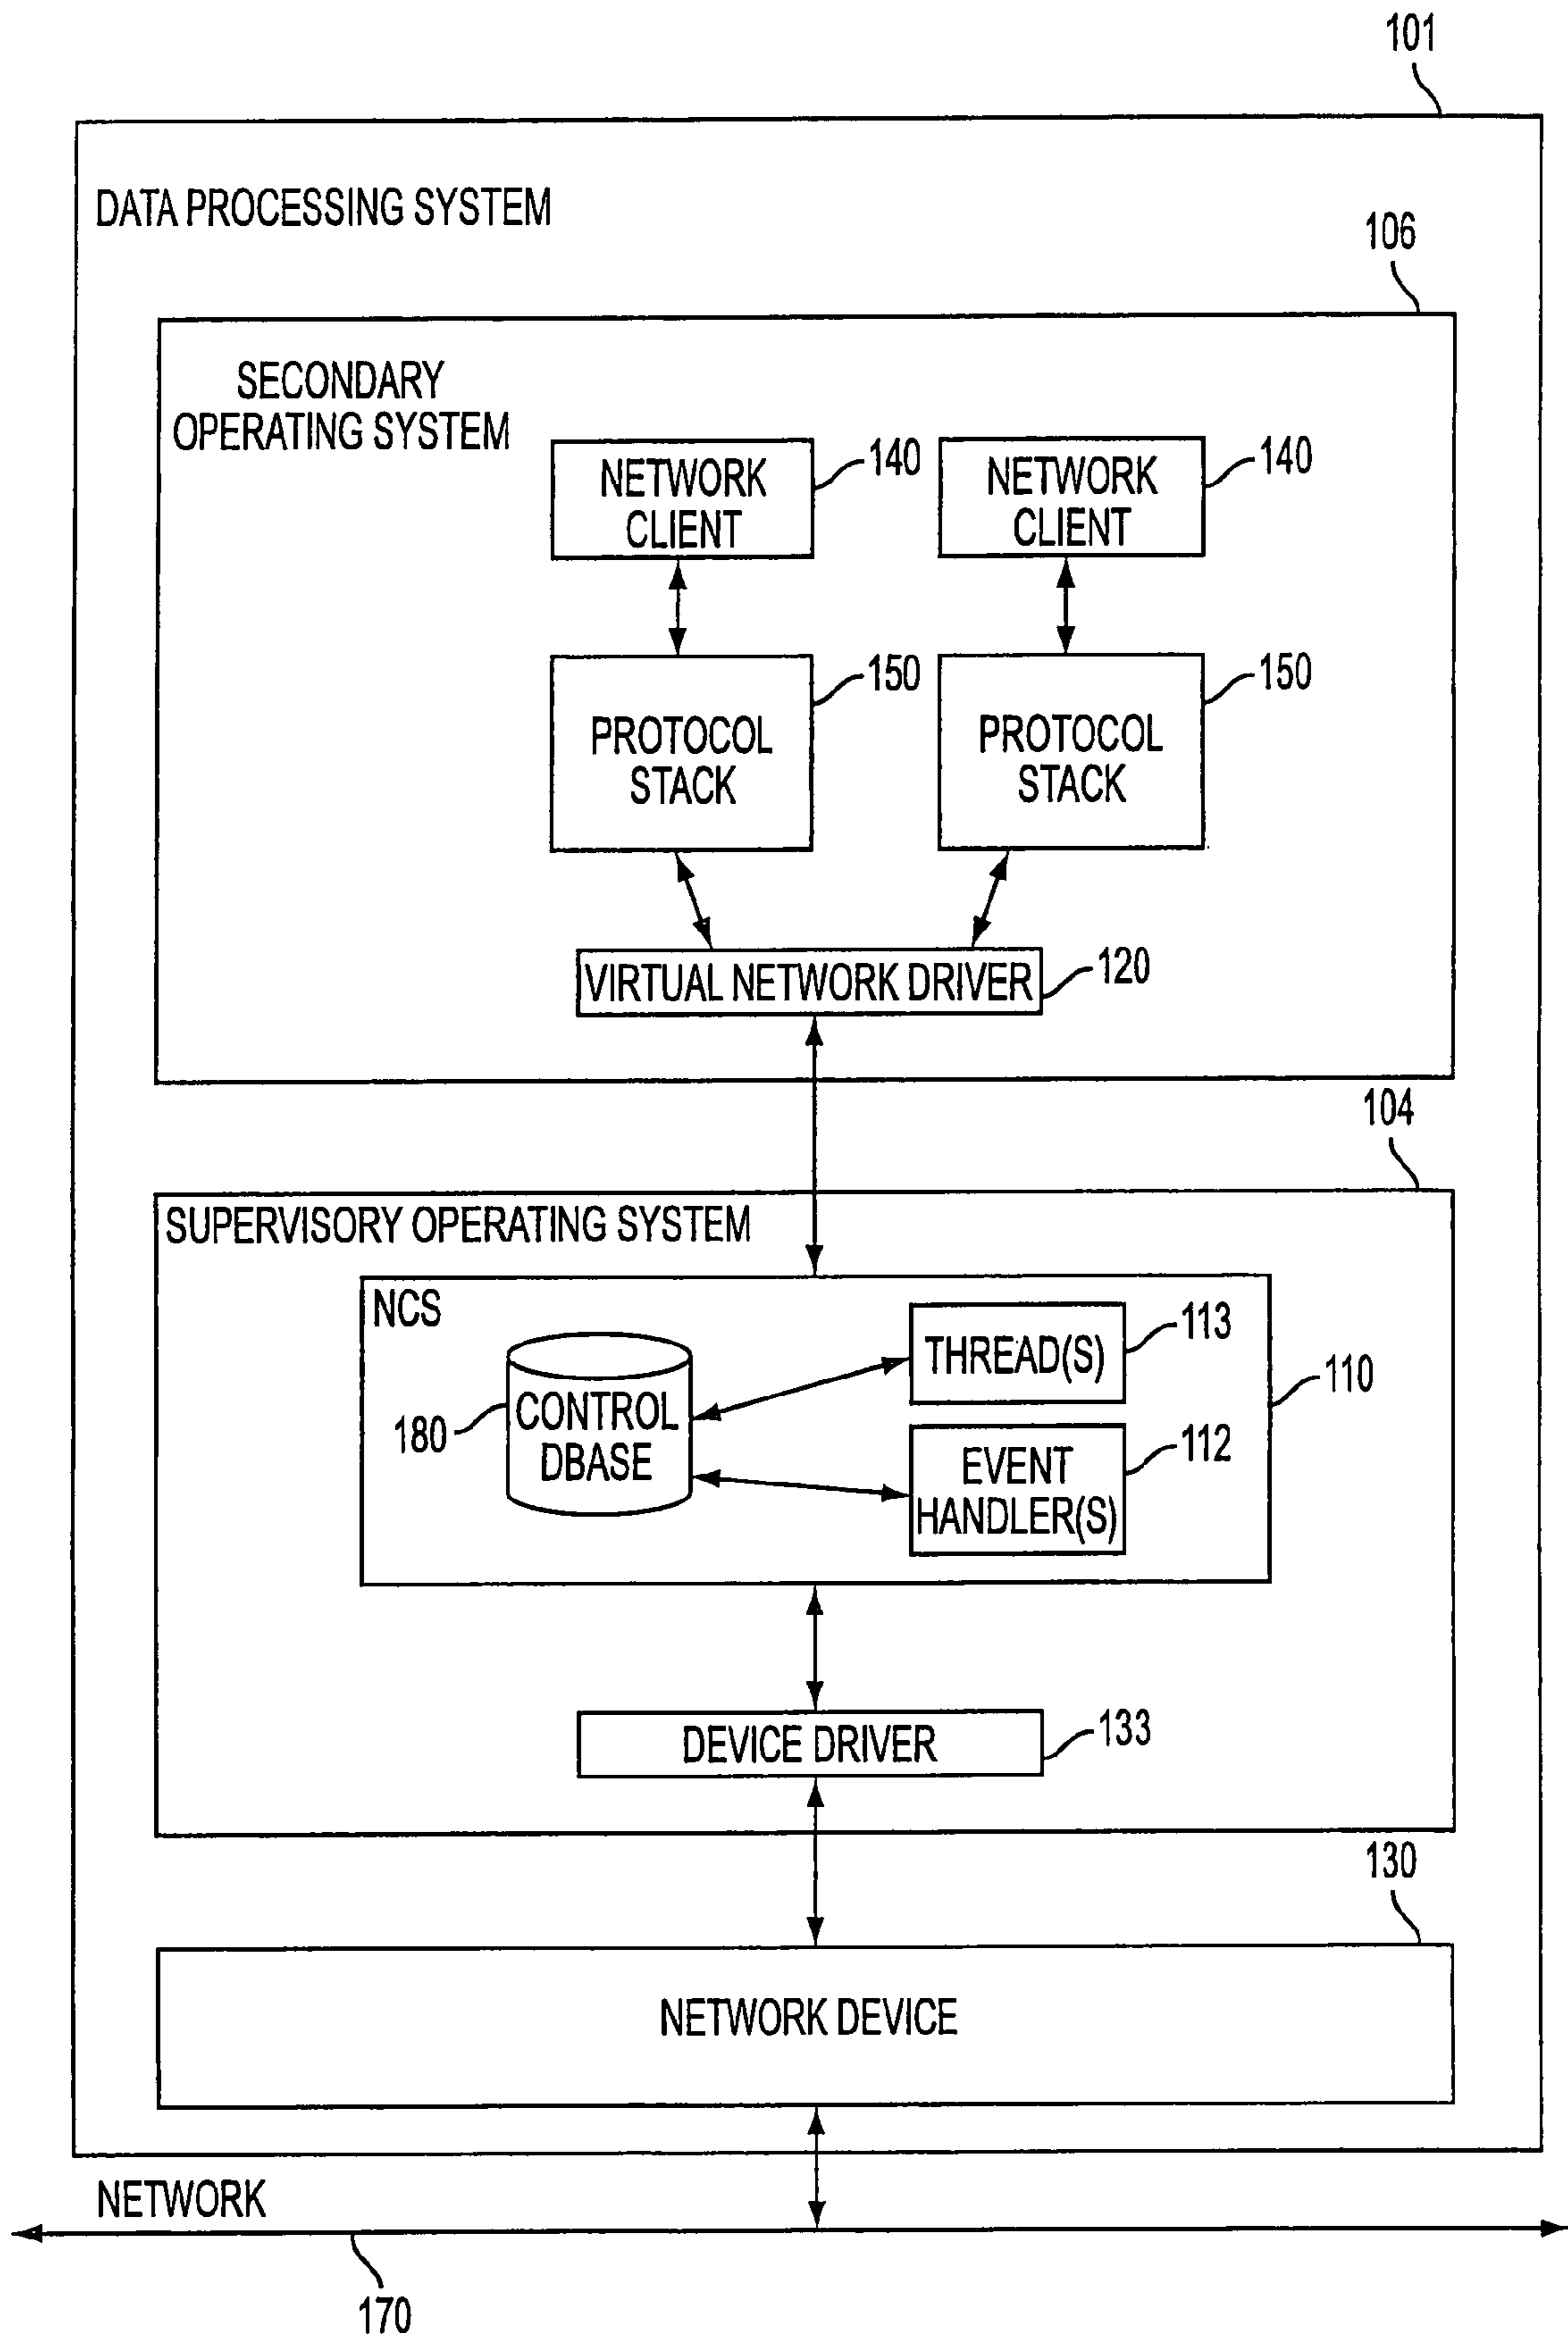 101
DATA PROCESSING SYSTEM
106
SECONDARY
OPERATING SYSTEM
NETWORK
CLIENT
140
NETWORK
CLIENT
140
PROTOCOL
STACK
150
PROTOCOL
STACK
150
VIRTUAL NETWORK DRIVER
120
104
SUPERVISORY OPERATING SYSTEM
NCS
THREAD(S)
113
110
180
CONTROL
DBASE
EVENT
HANDLER(S)
112
DEVICE DRIVER
133
130
NETWORK DEVICE
NETWORK
170